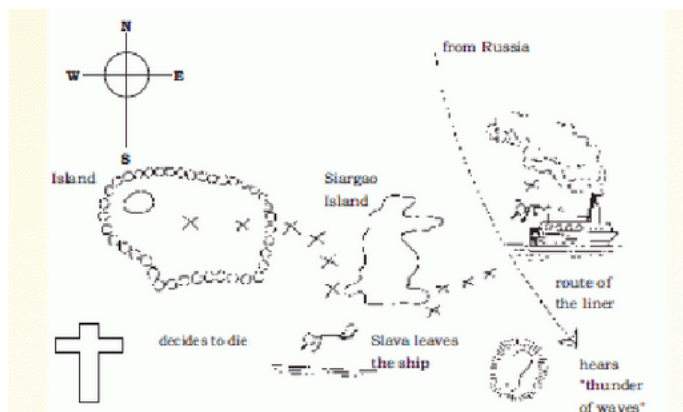 N
from Russia
W
E
S
Island
Siargao
Island
route of
the liner
decides to die
Slava leaves
the ship
hears
"thunder
of waves"